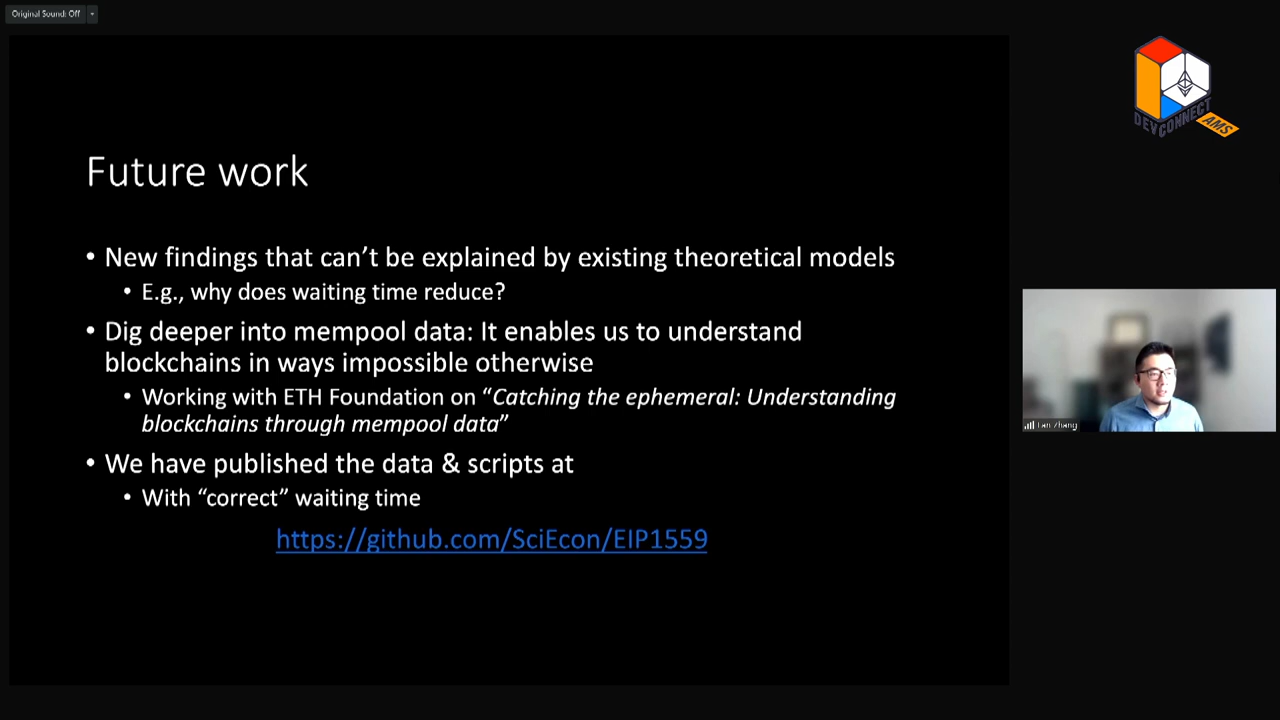 Original Sound: Off
DEVCONNECT
AMS
Future work
• New findings that can't be explained by existing theoretical models
• E.g., why does waiting time reduce?
• Dig deeper into mempool data: It enables us to understand
blockchains in ways impossible otherwise
• Working with ETH Foundation on “Catching the ephemeral: Understanding
blockchains through mempool data”
• We have published the data & scripts at
• With “correct” waiting time
https://github.com/SciEcon/EIP1559
Zhang